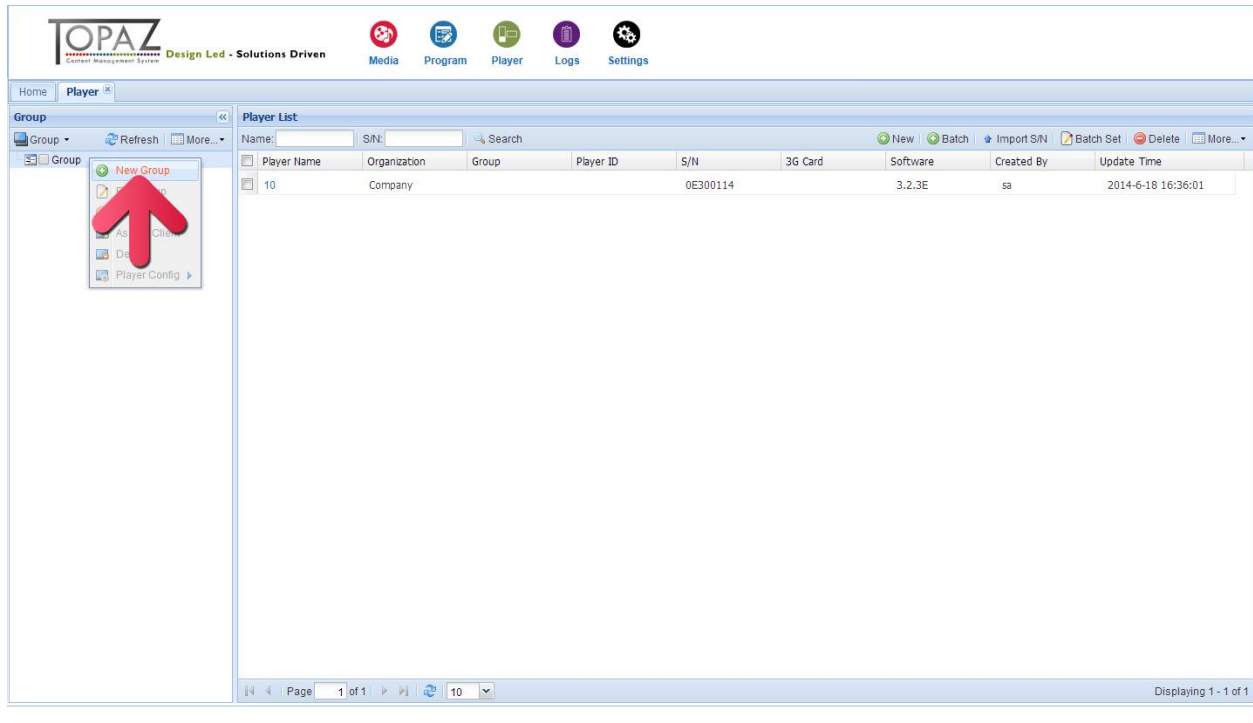 TOPAZ
Content Management System
Design Led - Solutions Driven
Media Program Player Logs Settings
Home Player
Group
Player List
Group Refresh More...
Name: S/N: Search New Batch Import S/N Batch Set Delete More...
Group
Player Name Organization Group Player ID S/N 3G Card Software Created By Update Time
10 Company 0E300114 3.2.3E sa 2014-6-18 16:36:01
New Group
As Client
De
Player Config
Page 1 of 1 10 Displaying 1 - 1 of 1